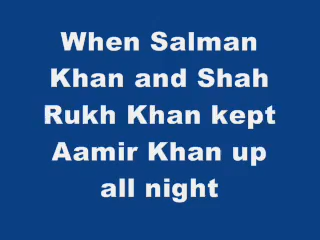 When Salman
Khan and Shah
Rukh Khan kept
Aamir Khan up
all night